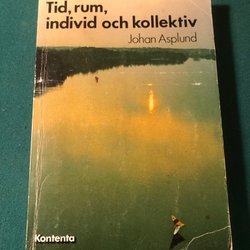 Tid, rum,
individ och kollektiv
Johan Asplund
Kontenta